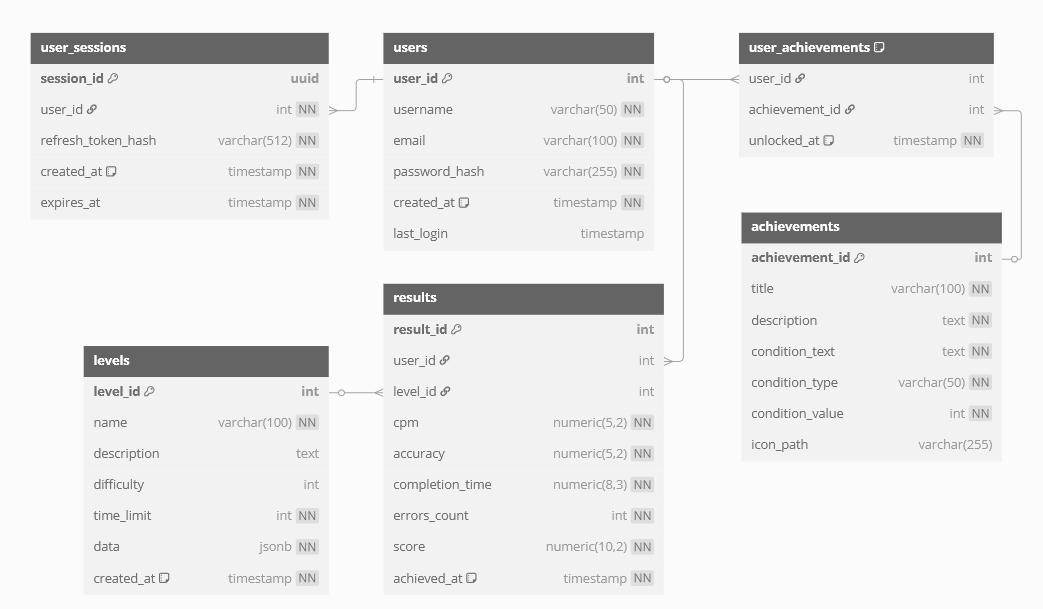 user_sessions
session_id uuid
user_id int NN
refresh_token_hash varchar(512) NN
created_at timestamp NN
expires_at timestamp NN
users
user_id int
username varchar(50) NN
email varchar(100) NN
password_hash varchar(255) NN
created_at timestamp NN
last_login timestamp
user_achievements
user_id int
achievement_id int
unlocked_at timestamp NN
achievements
achievement_id int
title varchar(100) NN
description text NN
condition_text text NN
condition_type varchar(50) NN
condition_value int NN
icon_path varchar(255)
results
result_id int
user_id int
level_id int
cpm numeric(5,2) NN
accuracy numeric(5,2) NN
completion_time numeric(8,3) NN
errors_count int NN
score numeric(10,2) NN
achieved_at timestamp NN
levels
level_id int
name varchar(100) NN
description text
difficulty int
time_limit int NN
data jsonb NN
created_at timestamp NN